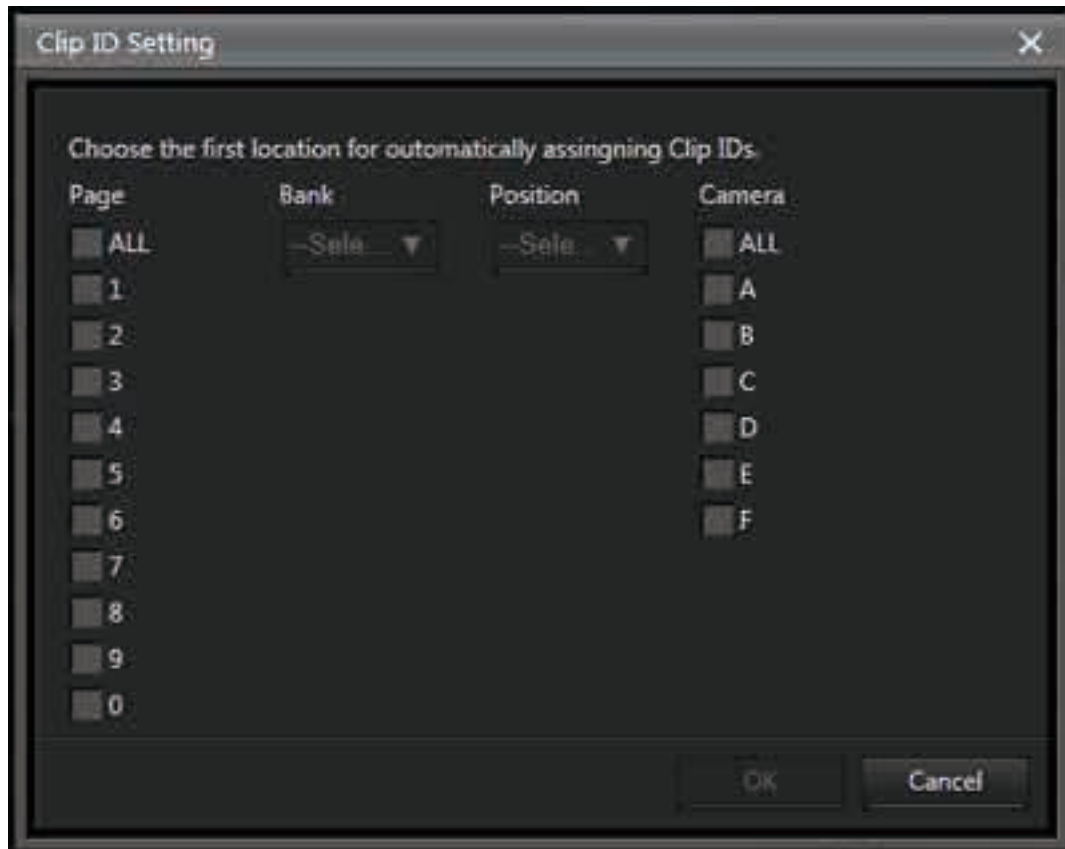 Clip ID Setting
Choose the first location for automatically assingning Clip IDs.
Page Bank Position Camera
ALL --Sele... ▼ --Sele... ▼ ALL
1 A
2 B
3 C
4 D
5 E
6 F
7
8
9
0
OK Cancel